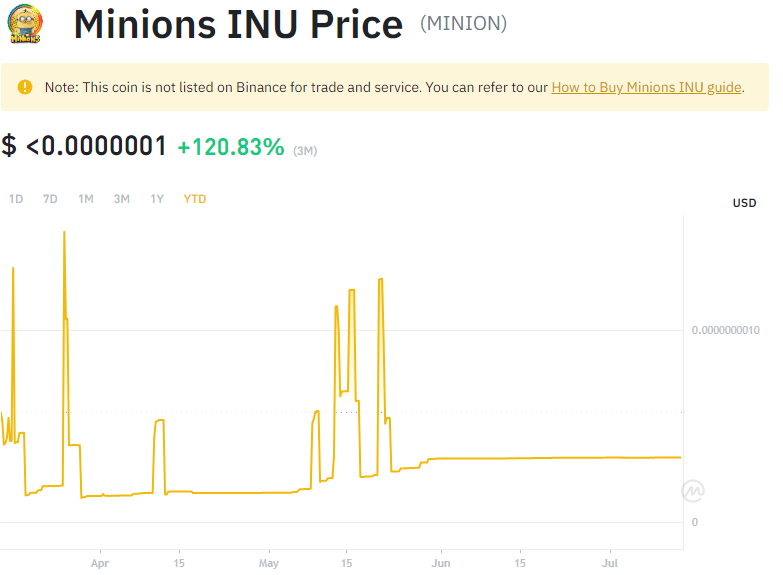 MINIONS
Minions INU Price (MINION)
Note: This coin is not listed on Binance for trade and service. You can refer to our How to Buy Minions INU guide.
$ <0.0000001 +120.83% (3M)
1D 7D 1M 3M 1Y YTD
USD
0.0000000010
0
Apr 15 May 15 Jun 15 Jul